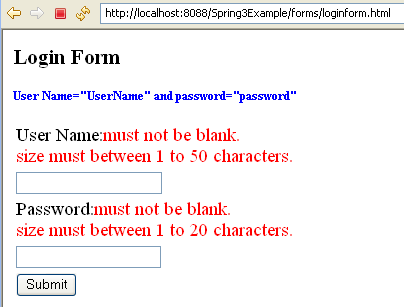 http://localhost:8088/Spring3Example/forms/loginform.html
Login Form
User Name="UserName" and password="password"
User Name:must not be blank.
size must between 1 to 50 characters.
Password:must not be blank.
size must between 1 to 20 characters.
Submit